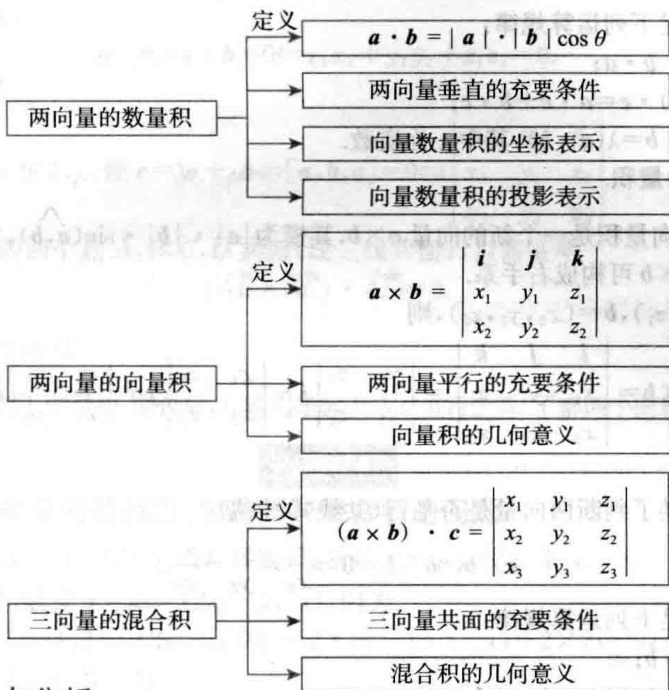 定义
a · b = | a | · | b | cos θ
两向量垂直的充要条件
两向量的数量积
向量数量积的坐标表示
向量数量积的投影表示
定义
a × b = | i j k |
| x₁ y₁ z₁ |
| x₂ y₂ z₂ |
两向量的向量积
两向量平行的充要条件
向量积的几何意义
定义
(a × b) · c = | x₁ y₁ z₁ |
| x₂ y₂ z₂ |
| x₃ y₃ z₃ |
三向量的混合积
三向量共面的充要条件
混合积的几何意义